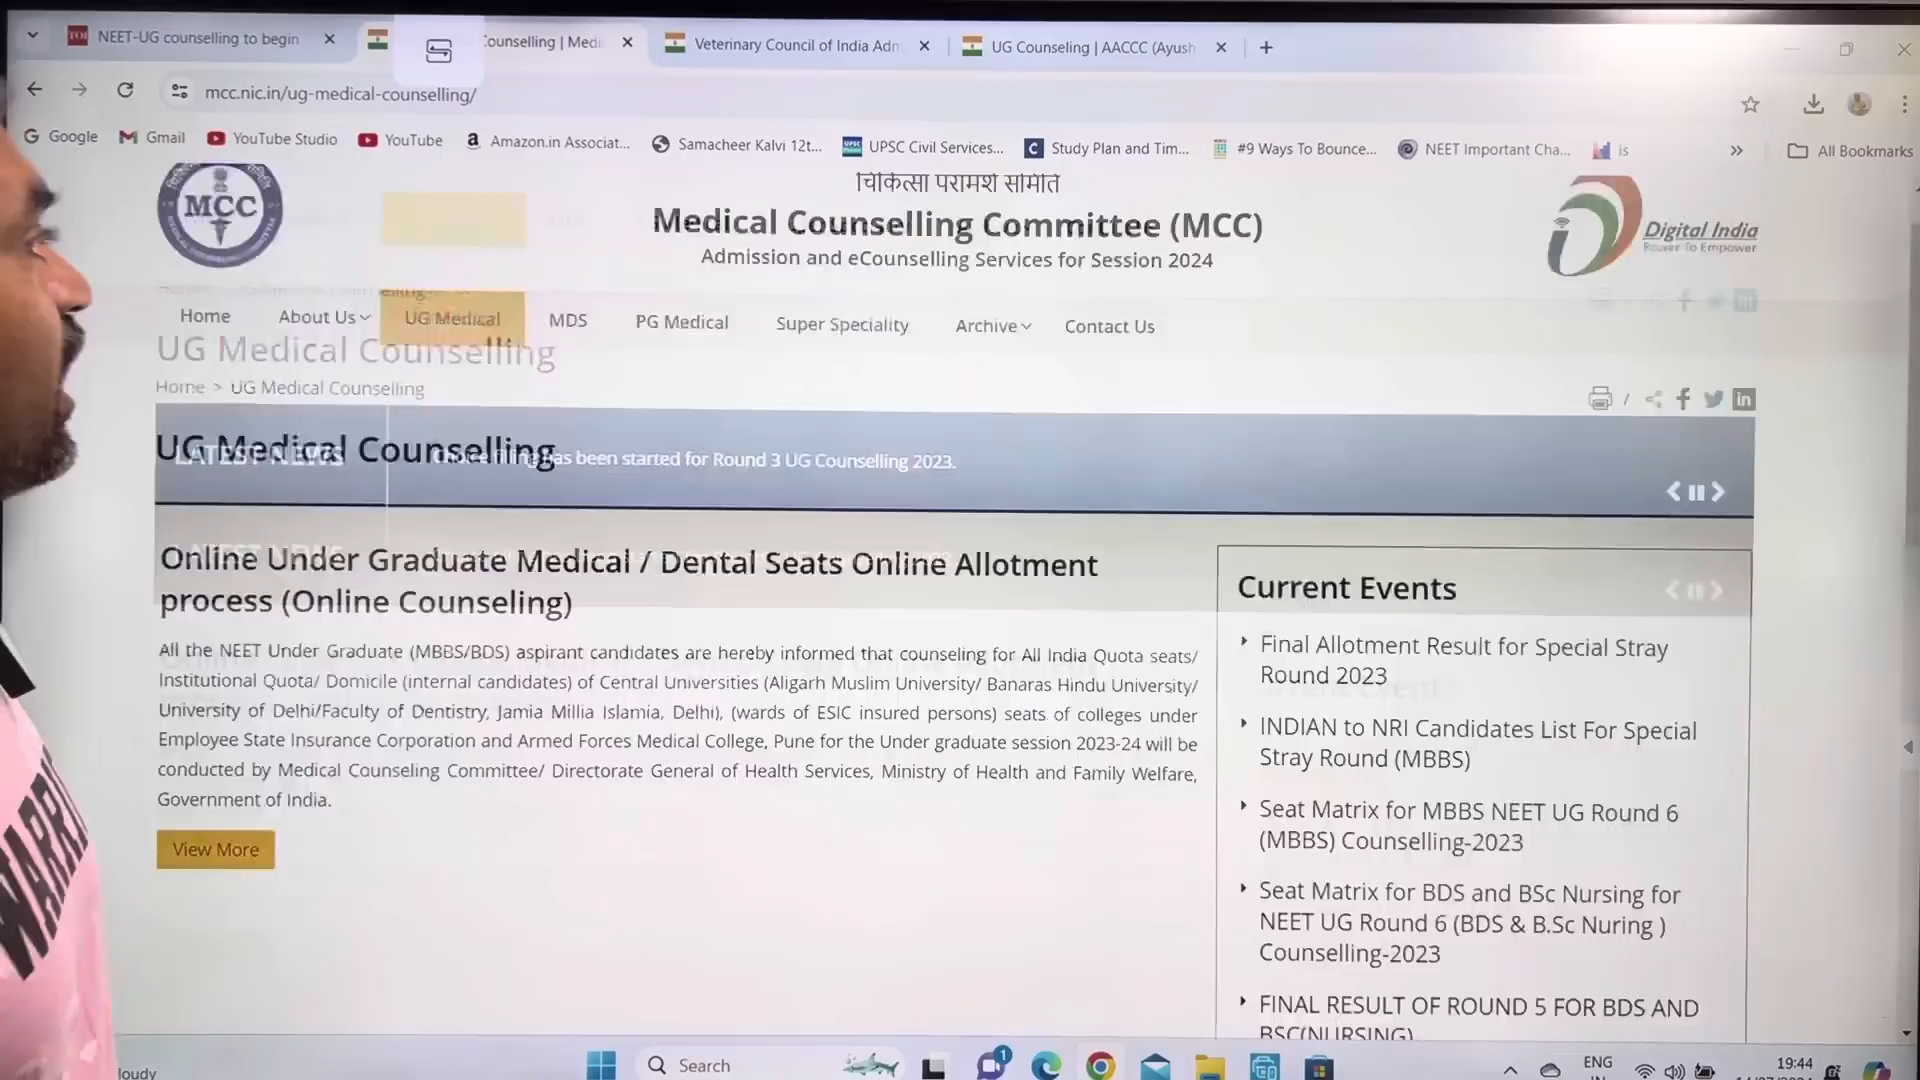 NEET-UG counselling to begin
Counselling | Medi
Veterinary Council of India Adn
UG Counseling | AACCC (Ayush
mcc.nic.in/ug-medical-counselling/
Google
Gmail
YouTube Studio
YouTube
Amazon.in Associat...
Samacheer Kalvi 12t...
UPSC Civil Services...
Study Plan and Tim...
#9 Ways To Bounce...
NEET Important Cha...
is
All Bookmarks
MCC
चिकित्सा परामर्श समिति
Medical Counselling Committee (MCC)
Admission and eCounselling Services for Session 2024
Digital India
Power To Empower
Home
About Us
UG Medical
MDS
PG Medical
Super Speciality
Archive
Contact Us
UG Medical Counselling
Home > UG Medical Counselling
UG Medical Counselling
LATEST NEWS
has been started for Round 3 UG Counselling 2023.
Online Under Graduate Medical / Dental Seats Online Allotment
process (Online Counseling)
All the NEET Under Graduate (MBBS/BDS) aspirant candidates are hereby informed that counseling for All India Quota seats/
Institutional Quota/ Domicile (internal candidates) of Central Universities (Aligarh Muslim University/ Banaras Hindu University/
University of Delhi/Faculty of Dentistry, Jamia Millia Islamia, Delhi), (wards of ESIC insured persons) seats of colleges under
Employee State Insurance Corporation and Armed Forces Medical College, Pune for the Under graduate session 2023-24 will be
conducted by Medical Counseling Committee/ Directorate General of Health Services, Ministry of Health and Family Welfare,
Government of India.
View More
Current Events
Final Allotment Result for Special Stray
Round 2023
INDIAN to NRI Candidates List For Special
Stray Round (MBBS)
Seat Matrix for MBBS NEET UG Round 6
(MBBS) Counselling-2023
Seat Matrix for BDS and BSc Nursing for
NEET UG Round 6 (BDS & B.Sc Nuring )
Counselling-2023
FINAL RESULT OF ROUND 5 FOR BDS AND
BSC(NURSING)
loudy
Search
1
ENG
19:44